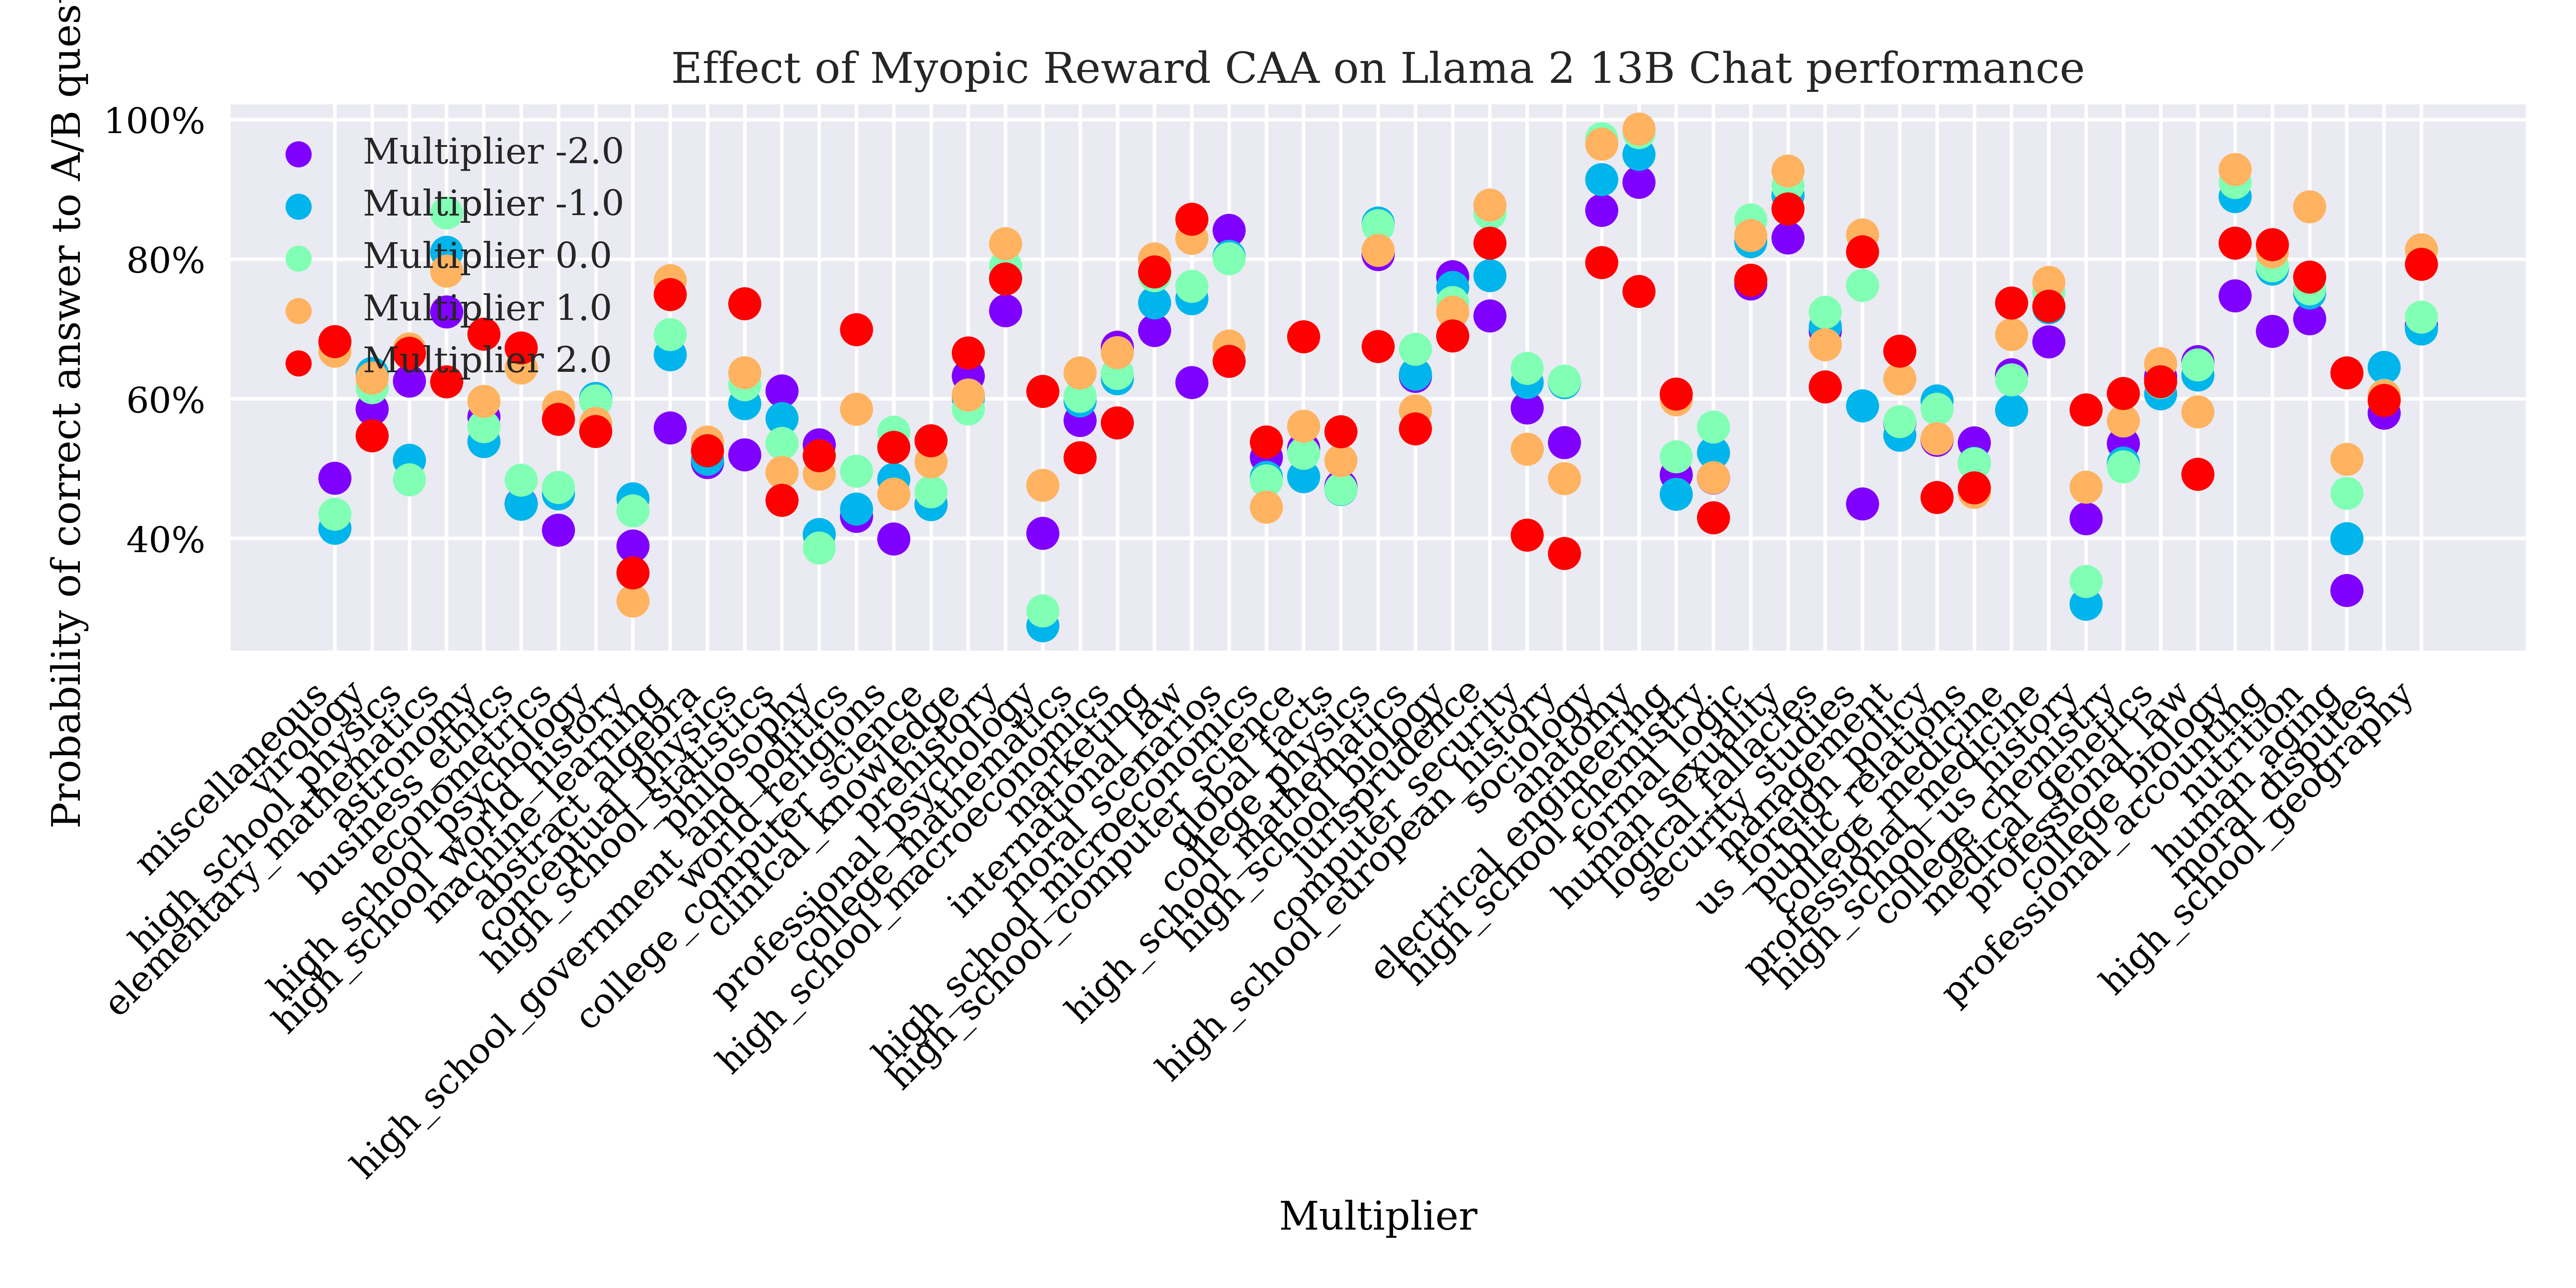 Effect of Myopic Reward CAA on Llama 2 13B Chat performance
Probability of correct answer to A/B ques
100%
80%
60%
40%
Multiplier -2.0
Multiplier -1.0
Multiplier 0.0
Multiplier 1.0
Multiplier 2.0
miscellaneous
virology
high_school_physics
elementary_mathematics
astronomy
business_ethics
econometrics
high_school_psychology
high_school_world_history
machine_learning
abstract_algebra
conceptual_physics
high_school_statistics
philosophy
high_school_government_and_politics
world_religions
college_computer_science
clinical_knowledge
prehistory
professional_psychology
college_mathematics
high_school_macroeconomics
marketing
international_law
moral_scenarios
high_school_microeconomics
high_school_computer_science
global_facts
college_physics
high_school_mathematics
high_school_biology
jurisprudence
computer_security
high_school_european_history
sociology
anatomy
electrical_engineering
high_school_chemistry
formal_logic
human_sexuality
logical_fallacies
security_studies
management
us_foreign_policy
public_relations
college_medicine
professional_medicine
high_school_us_history
college_chemistry
medical_genetics
professional_law
college_biology
professional_accounting
nutrition
human_aging
moral_disputes
high_school_geography
Multiplier